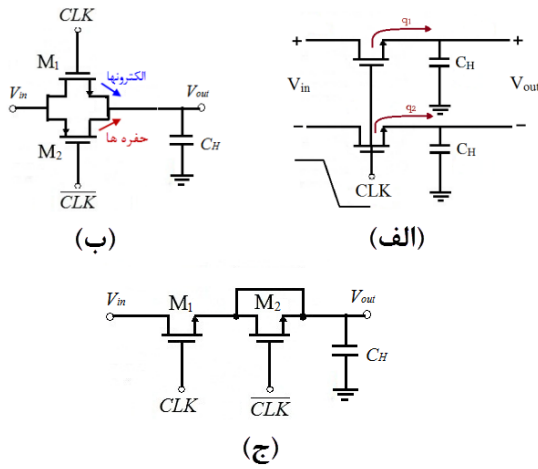 CLK
M1
الکترونها
Vin
Vout
حفره ها
M2
CH
CLK
(ب)
q1
+
+
CH
Vin
Vout
q2
−
−
CH
CLK
(الف)
Vin
M1
M2
Vout
CH
CLK
CLK
(ج)